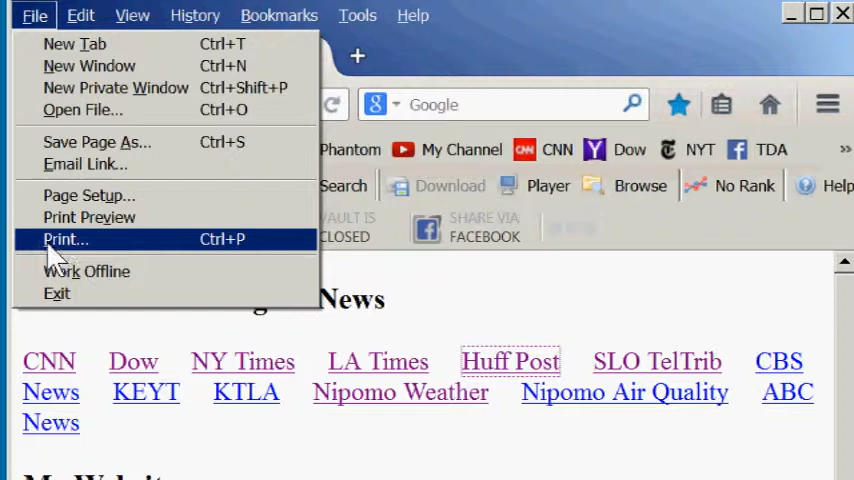 File Edit View History Bookmarks Tools Help
New Tab Ctrl+T
New Window Ctrl+N
New Private Window Ctrl+Shift+P
Open File... Ctrl+O
Google
Save Page As... Ctrl+S
Phantom My Channel CNN CNN Y Dow NYT TDA
Email Link...
Search Download Player Browse No Rank Help
Page Setup...
Print Preview
VAULT IS CLOSED
SHARE VIA FACEBOOK
Print... Ctrl+P
Work Offline
Exit
News
CNN Dow NY Times LA Times Huff Post SLO TelTrib CBS
News KEYT KTLA Nipomo Weather Nipomo Air Quality ABC
News